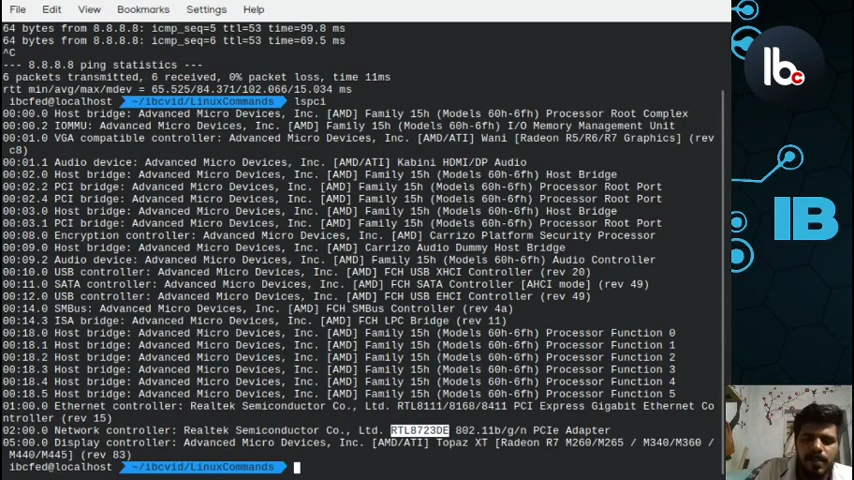 File Edit View Bookmarks Settings Help
64 bytes from 8.8.8.8: icmp_seq=5 ttl=53 time=99.8 ms
64 bytes from 8.8.8.8: icmp_seq=6 ttl=53 time=69.5 ms
^C
--- 8.8.8.8 ping statistics ---
6 packets transmitted, 6 received, 0% packet loss, time 11ms
rtt min/avg/max/mdev = 65.525/84.371/102.066/15.034 ms
ibcfed@localhost ~/ibcvid/LinuxCommands lspci
00:00.0 Host bridge: Advanced Micro Devices, Inc. [AMD] Family 15h (Models 60h-6fh) Processor Root Complex
00:00.2 IOMMU: Advanced Micro Devices, Inc. [AMD] Family 15h (Models 60h-6fh) I/O Memory Management Unit
00:01.0 VGA compatible controller: Advanced Micro Devices, Inc. [AMD/ATI] Wani [Radeon R5/R6/R7 Graphics] (rev
c8)
00:01.1 Audio device: Advanced Micro Devices, Inc. [AMD/ATI] Kabini HDMI/DP Audio
00:02.0 Host bridge: Advanced Micro Devices, Inc. [AMD] Family 15h (Models 60h-6fh) Host Bridge
00:02.2 PCI bridge: Advanced Micro Devices, Inc. [AMD] Family 15h (Models 60h-6fh) Processor Root Port
00:02.4 PCI bridge: Advanced Micro Devices, Inc. [AMD] Family 15h (Models 60h-6fh) Processor Root Port
00:03.0 Host bridge: Advanced Micro Devices, Inc. [AMD] Family 15h (Models 60h-6fh) Host Bridge
00:03.1 PCI bridge: Advanced Micro Devices, Inc. [AMD] Family 15h (Models 60h-6fh) Processor Root Port
00:08.0 Encryption controller: Advanced Micro Devices, Inc. [AMD] Carrizo Platform Security Processor
00:09.0 Host bridge: Advanced Micro Devices, Inc. [AMD] Carrizo Audio Dummy Host Bridge
00:09.2 Audio device: Advanced Micro Devices, Inc. [AMD] Family 15h (Models 60h-6fh) Audio Controller
00:10.0 USB controller: Advanced Micro Devices, Inc. [AMD] FCH USB XHCI Controller (rev 20)
00:11.0 SATA controller: Advanced Micro Devices, Inc. [AMD] FCH SATA Controller [AHCI mode] (rev 49)
00:12.0 USB controller: Advanced Micro Devices, Inc. [AMD] FCH USB EHCI Controller (rev 49)
00:14.0 SMBus: Advanced Micro Devices, Inc. [AMD] FCH SMBus Controller (rev 4a)
00:14.3 ISA bridge: Advanced Micro Devices, Inc. [AMD] FCH LPC Bridge (rev 11)
00:18.0 Host bridge: Advanced Micro Devices, Inc. [AMD] Family 15h (Models 60h-6fh) Processor Function 0
00:18.1 Host bridge: Advanced Micro Devices, Inc. [AMD] Family 15h (Models 60h-6fh) Processor Function 1
00:18.2 Host bridge: Advanced Micro Devices, Inc. [AMD] Family 15h (Models 60h-6fh) Processor Function 2
00:18.3 Host bridge: Advanced Micro Devices, Inc. [AMD] Family 15h (Models 60h-6fh) Processor Function 3
00:18.4 Host bridge: Advanced Micro Devices, Inc. [AMD] Family 15h (Models 60h-6fh) Processor Function 4
00:18.5 Host bridge: Advanced Micro Devices, Inc. [AMD] Family 15h (Models 60h-6fh) Processor Function 5
01:00.0 Ethernet controller: Realtek Semiconductor Co., Ltd. RTL8111/8168/8411 PCI Express Gigabit Ethernet Co
ntroller (rev 15)
02:00.0 Network controller: Realtek Semiconductor Co., Ltd. RTL8723DE 802.11b/g/n PCIe Adapter
05:00.0 Display controller: Advanced Micro Devices, Inc. [AMD/ATI] Topaz XT [Radeon R7 M260/M265 / M340/M360 /
M440/M445] (rev 83)
ibcfed@localhost ~/ibcvid/LinuxCommands
Ibc
IB